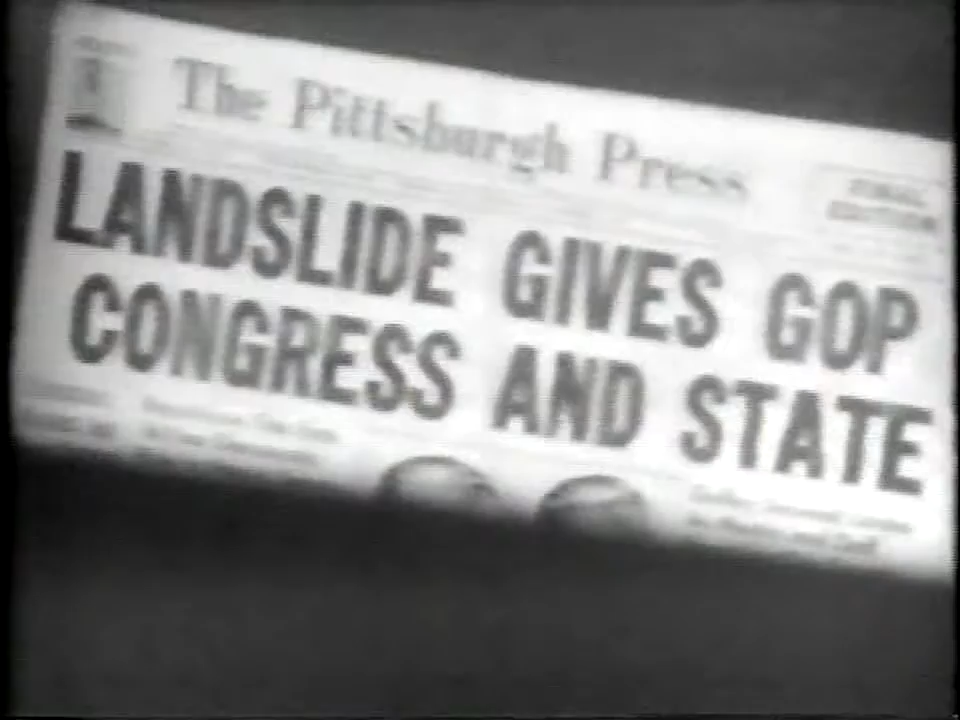 The Pittsburgh Press
FINAL
EDITION
LANDSLIDE GIVES GOP
CONGRESS AND STATE